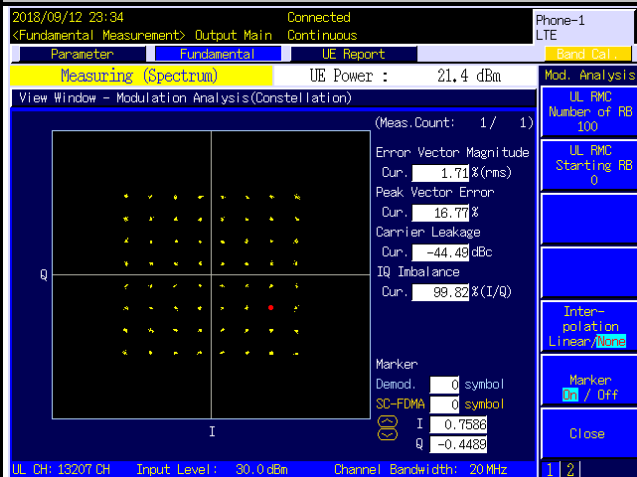 2018/09/12 23:34 Connected Phone-1
<Fundamental Measurement> Output Main Continuous LTE
Parameter Fundamental UE Report Band Cal
Measuring (Spectrum) UE Power : 21.4 dBm Mod. Analysis
View Window - Modulation Analysis(Constellation)
UL RMC
Number of RB
100
(Meas.Count: 1/ 1)
Error Vector Magnitude
Cur. 1.71 %(rms)
Peak Vector Error
Cur. 16.77 %
Carrier Leakage
Cur. -44.49 dBc
IQ Imbalance
Cur. 99.82 %(I/Q)
UL RMC
Starting RB
0
Q
I
Marker
Demod. 0 symbol
SC-FDMA 0 symbol
I 0.7586
Q -0.4489
Inter-
polation
Linear/None
Marker
On / Off
Close
UL CH: 13207 CH Input Level: 30.0 dBm Channel Bandwidth: 20 MHz 1 2